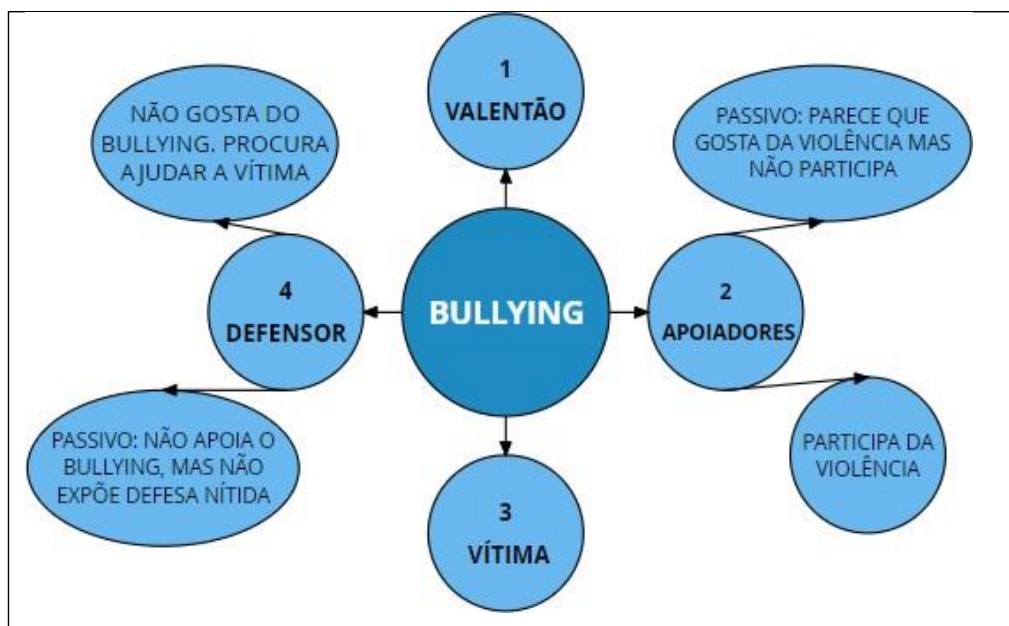 1
VALENTÃO
NÃO GOSTA DO
BULLYING. PROCURA
AJUDAR A VÍTIMA
PASSIVO: PARECE QUE
GOSTA DA VIOLÊNCIA MAS
NÃO PARTICIPA
4
DEFENSOR
BULLYING
2
APOIADORES
PASSIVO: NÃO APOIA O
BULLYING, MAS NÃO
EXPÕE DEFESA NÍTIDA
3
VÍTIMA
PARTICIPA DA
VIOLÊNCIA